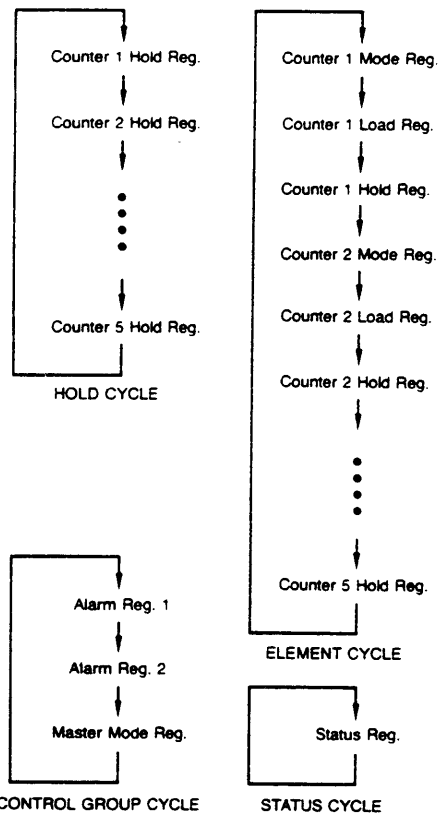 Counter 1 Hold Reg.
Counter 2 Hold Reg.
Counter 5 Hold Reg.
HOLD CYCLE
Counter 1 Mode Reg.
Counter 1 Load Reg.
Counter 1 Hold Reg.
Counter 2 Mode Reg.
Counter 2 Load Reg.
Counter 2 Hold Reg.
Counter 5 Hold Reg.
ELEMENT CYCLE
Alarm Reg. 1
Alarm Reg. 2
Master Mode Reg.
CONTROL GROUP CYCLE
Status Reg.
STATUS CYCLE